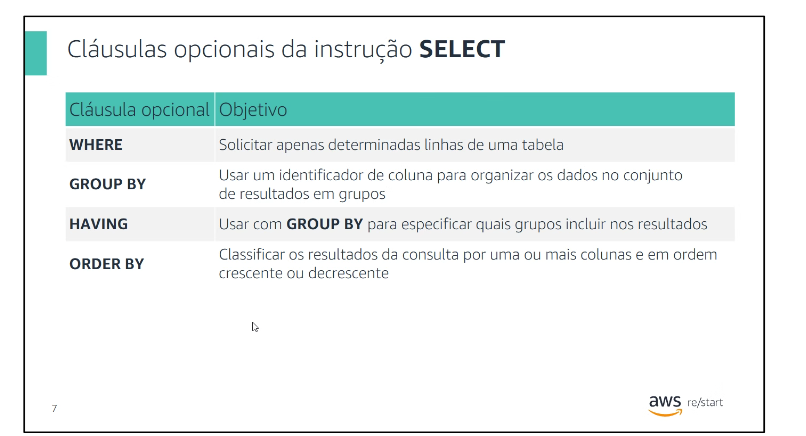 Cláusulas opcionais da instrução SELECT
Cláusula opcional Objetivo
WHERE Solicitar apenas determinadas linhas de uma tabela
GROUP BY Usar um identificador de coluna para organizar os dados no conjunto
de resultados em grupos
HAVING Usar com GROUP BY para especificar quais grupos incluir nos resultados
ORDER BY Classificar os resultados da consulta por uma ou mais colunas e em ordem
crescente ou decrescente
7
aws re/start